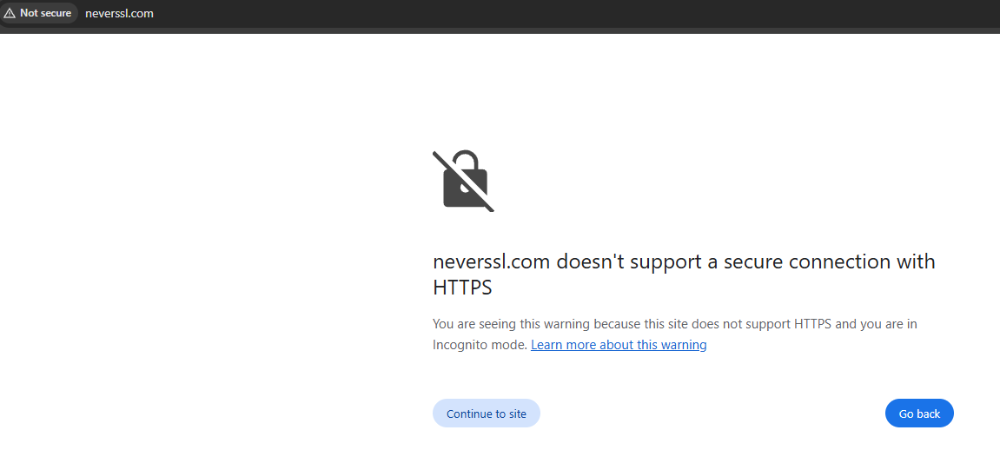 Not secure neverssl.com
neverssl.com doesn't support a secure connection with
HTTPS
You are seeing this warning because this site does not support HTTPS and you are in
Incognito mode. Learn more about this warning
Continue to site Go back